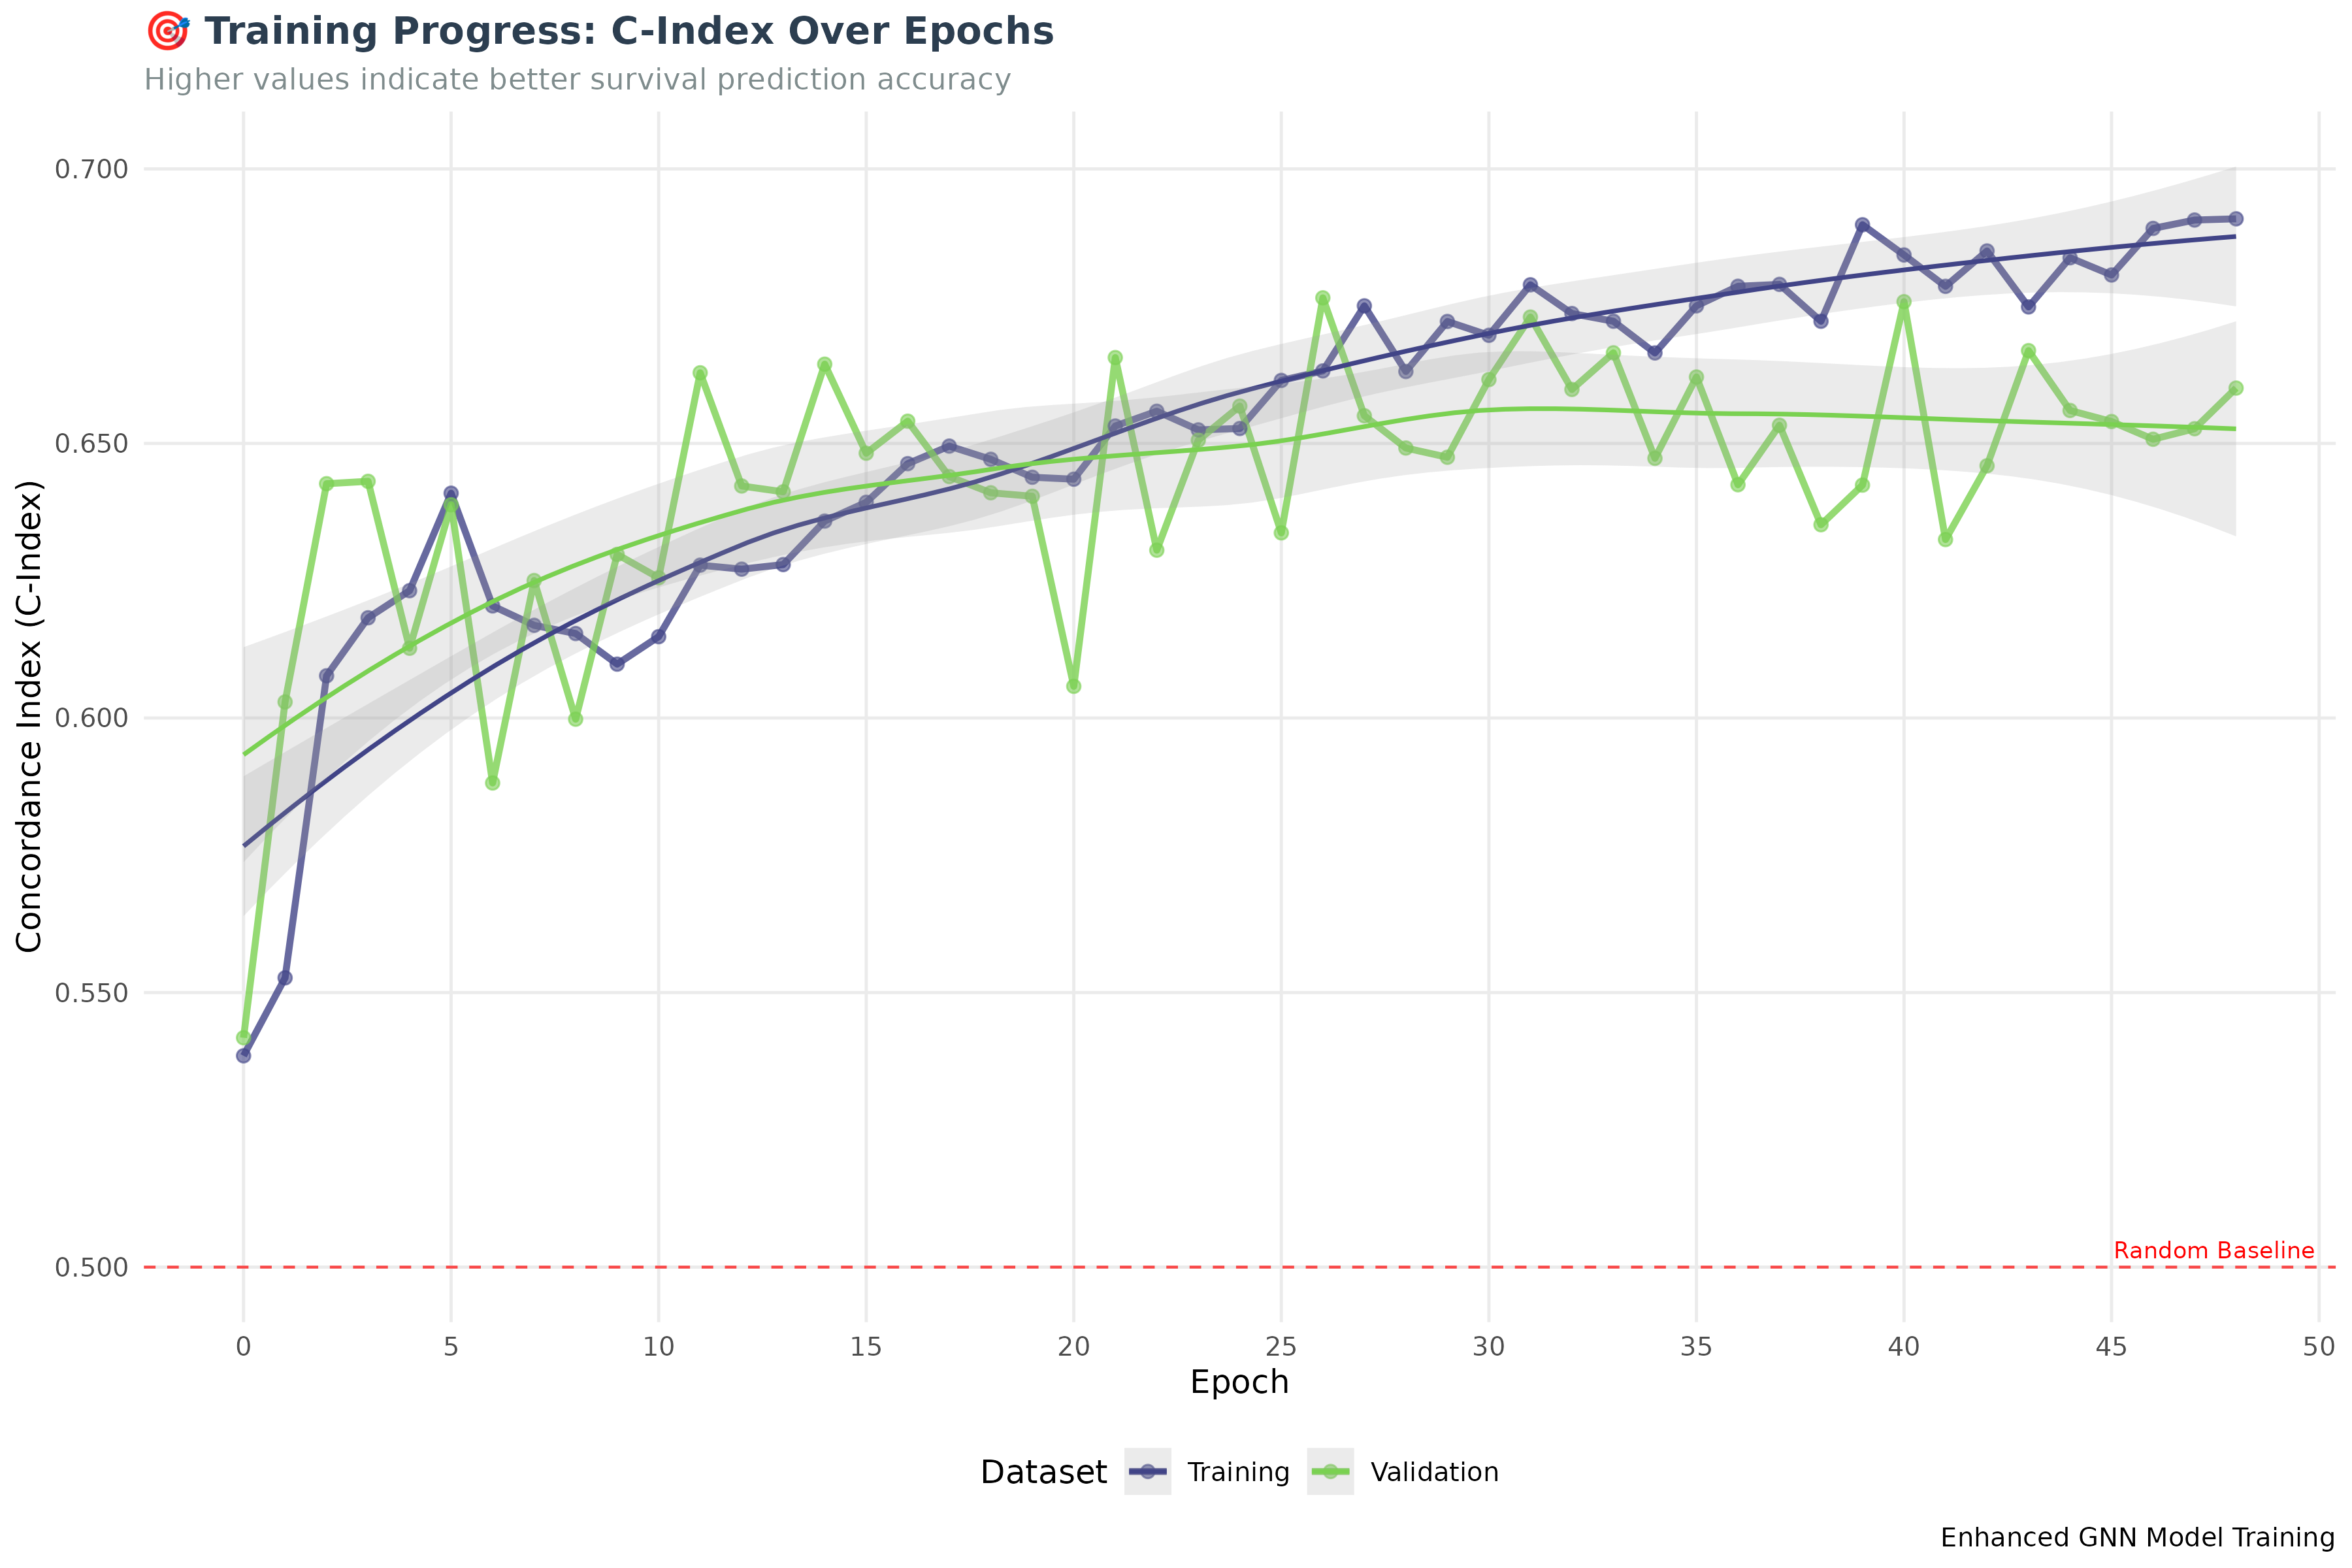 🎯 Training Progress: C-Index Over Epochs
Higher values indicate better survival prediction accuracy
Concordance Index (C-Index)
0.700
0.650
0.600
0.550
0.500
Random Baseline
0 5 10 15 20 25 30 35 40 45 50
Epoch
Dataset Training Validation
Enhanced GNN Model Training